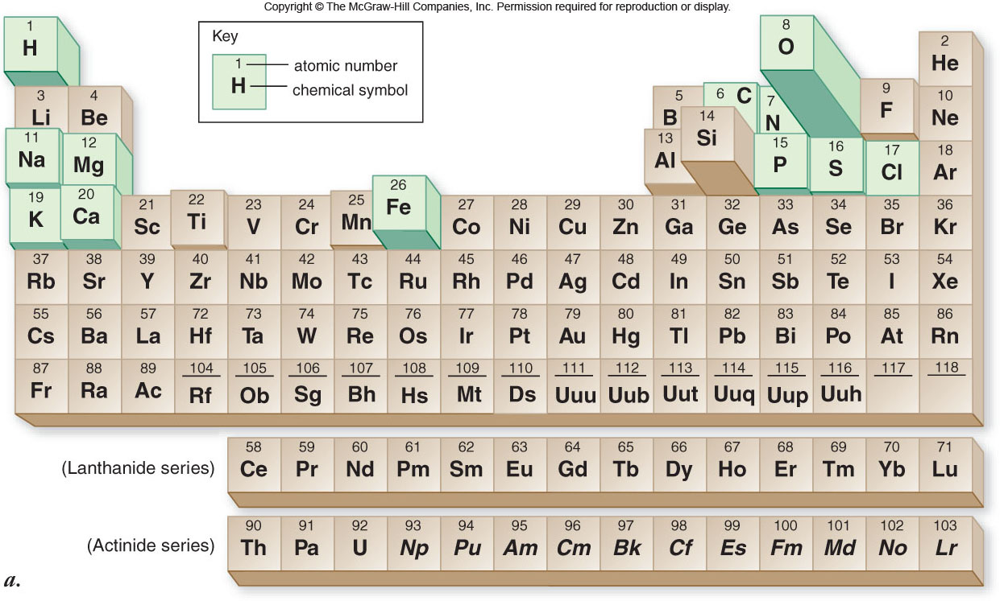 Copyright © The McGraw-Hill Companies, Inc. Permission required for reproduction or display.
Key
1 atomic number
H chemical symbol
1
H
2
He
3 4 5 6 7 8 9 10
Li Be B C N O F Ne
11 12 13 14 15 16 17 18
Na Mg Al Si P S Cl Ar
19 20 21 22 23 24 25 26 27 28 29 30 31 32 33 34 35 36
K Ca Sc Ti V Cr Mn Fe Co Ni Cu Zn Ga Ge As Se Br Kr
37 38 39 40 41 42 43 44 45 46 47 48 49 50 51 52 53 54
Rb Sr Y Zr Nb Mo Tc Ru Rh Pd Ag Cd In Sn Sb Te I Xe
55 56 57 72 73 74 75 76 77 78 79 80 81 82 83 84 85 86
Cs Ba La Hf Ta W Re Os Ir Pt Au Hg Tl Pb Bi Po At Rn
87 88 89 104 105 106 107 108 109 110 111 112 113 114 115 116 117 118
Fr Ra Ac Rf Ob Sg Bh Hs Mt Ds Uuu Uub Uut Uuq Uup Uuh
58 59 60 61 62 63 64 65 66 67 68 69 70 71
(Lanthanide series) Ce Pr Nd Pm Sm Eu Gd Tb Dy Ho Er Tm Yb Lu
90 91 92 93 94 95 96 97 98 99 100 101 102 103
(Actinide series) Th Pa U Np Pu Am Cm Bk Cf Es Fm Md No Lr
a.